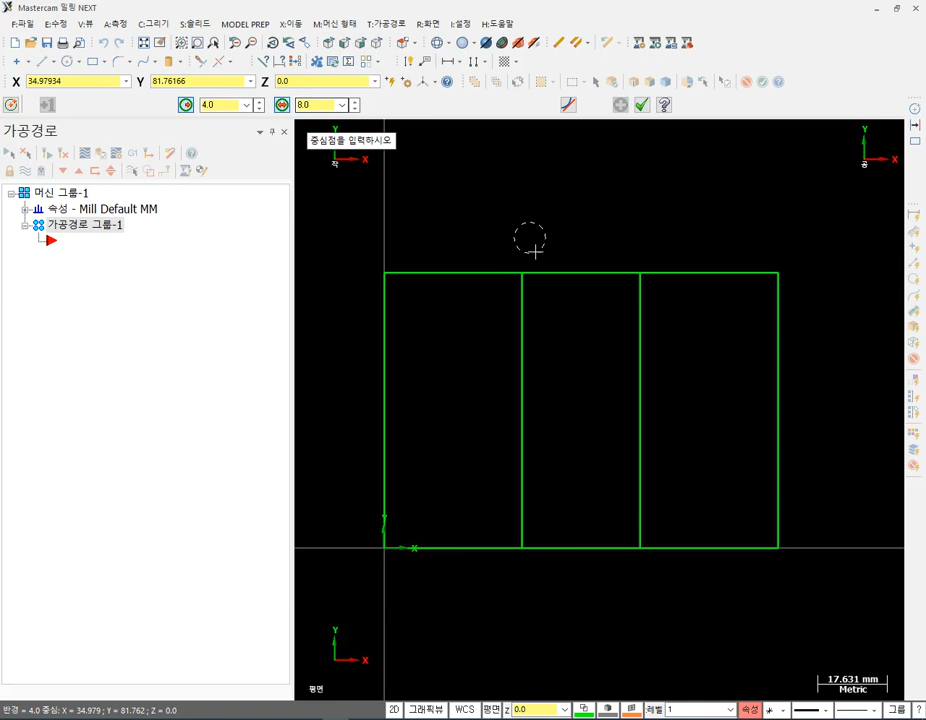 Mastercam 밀링 NEXT
F:파일 E:수정 V:뷰 A:측정 C:그리기 S:솔리드 MODEL PREP X:이동 M:머신 형태 T:가공경로 R:화면 I:설정 H:도움말
X 34.97934 Y 81.76166 Z 0.0
+1 4.0 8.0
가공경로
G1
머신 그룹-1
속성 - Mill Default MM
가공경로 그룹-1
중심점을 입력하시오
Y
X
작
Y
X
공
Y
X
Y
X
평면
17.631 mm
Metric
반경 = 4.0 중심: X = 34.979 ; Y = 81.762 ; Z = 0.0
2D 그래픽뷰 WCS 평면 Z 0.0 레벨 1 속성 그룹 ?